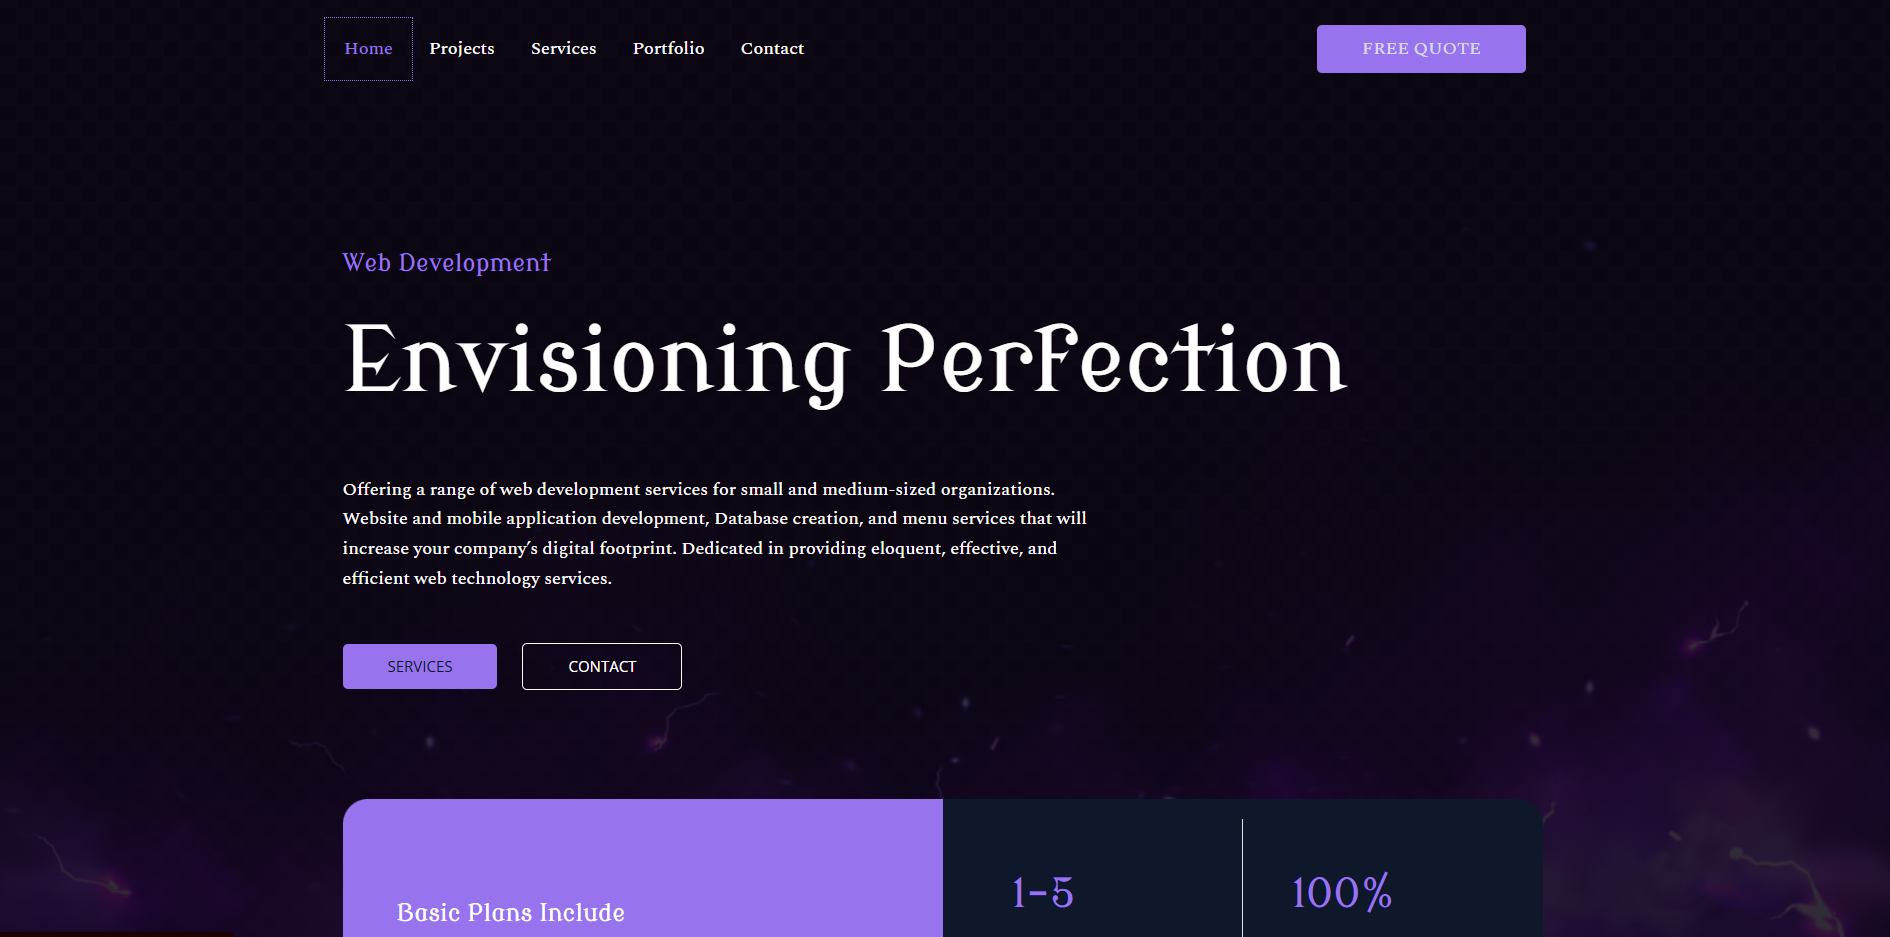 Home Projects Services Portfolio Contact FREE QUOTE
Web Development
Envisioning Perfection
Offering a range of web development services for small and medium-sized organizations.
Website and mobile application development, Database creation, and menu services that will
increase your company’s digital footprint. Dedicated in providing eloquent, effective, and
efficient web technology services.
SERVICES CONTACT
Basic Plans Include
1-5
100%